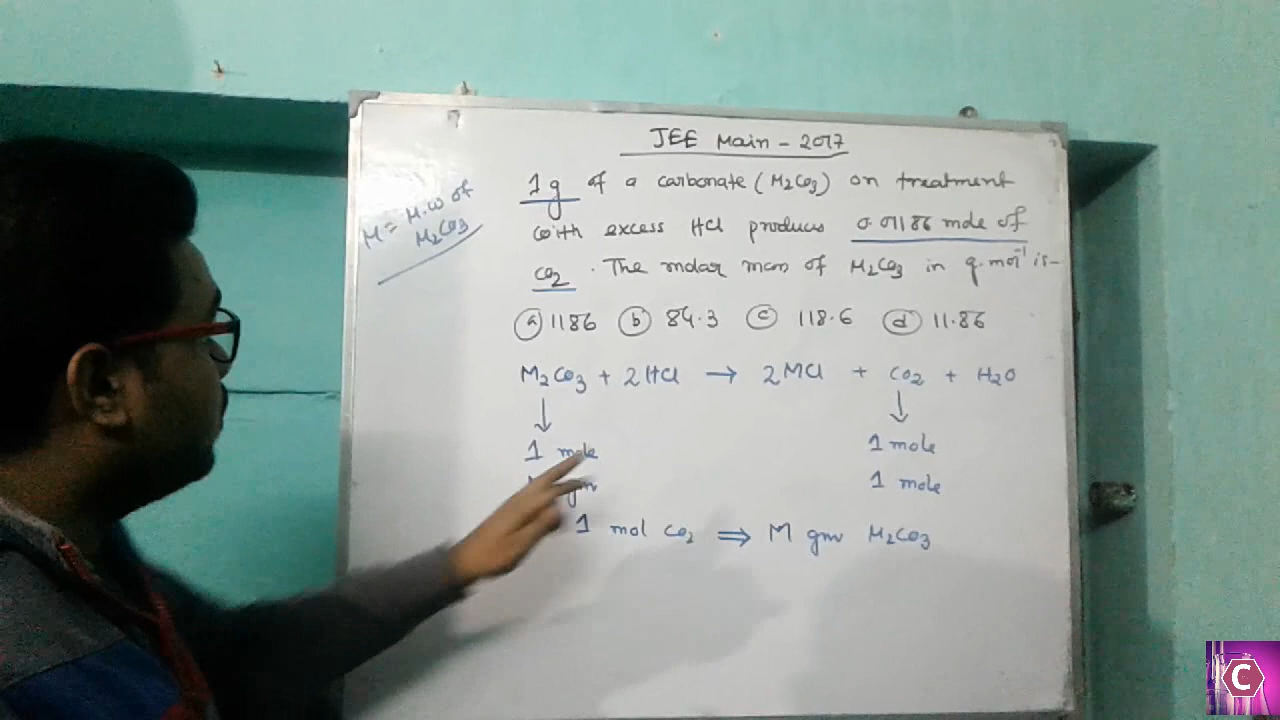 JEE Main - 2017
1 g of a carbonate (M2CO3) on treatment
with excess HCl produces 0.01186 mole of
CO2. The molar mass of M2CO3 in g.mol-1 is-
(a) 1186 (b) 84.3 (c) 118.6 (d) 11.86
M = M.W of
M2CO3
M2CO3 + 2HCl → 2MCl + CO2 + H2O
↓ ↓
1 mole 1 mole
gm 1 mole
1 mol CO2 ⇒ M gm M2CO3
C